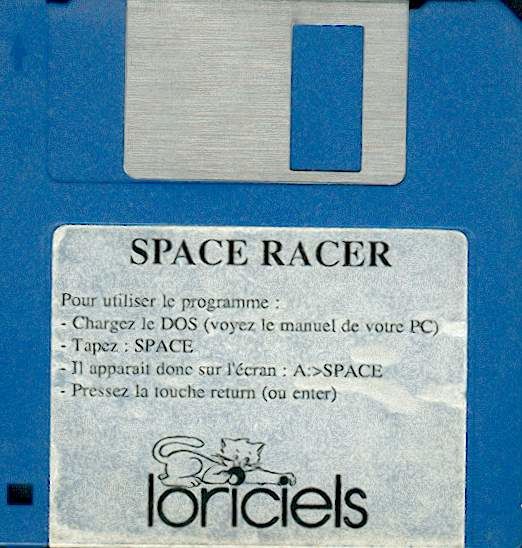 SPACE RACER
Pour utiliser le programme :
- Chargez le DOS (voyez le manuel de votre PC)
- Tapez : SPACE
- Il apparait donc sur l'écran : A:>SPACE
- Pressez la touche return (ou enter)
loriciels